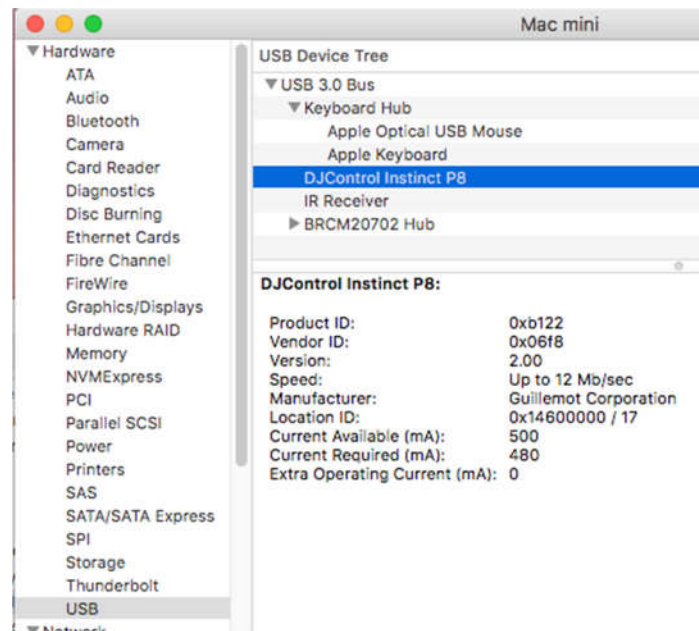 Mac mini
Hardware
ATA
Audio
Bluetooth
Camera
Card Reader
Diagnostics
Disc Burning
Ethernet Cards
Fibre Channel
FireWire
Graphics/Displays
Hardware RAID
Memory
NVMExpress
PCI
Parallel SCSI
Power
Printers
SAS
SATA/SATA Express
SPI
Storage
Thunderbolt
USB
Network
USB Device Tree
USB 3.0 Bus
Keyboard Hub
Apple Optical USB Mouse
Apple Keyboard
DJControl Instinct P8
IR Receiver
BRCM20702 Hub
DJControl Instinct P8:
Product ID: 0xb122
Vendor ID: 0x06f8
Version: 2.00
Speed: Up to 12 Mb/sec
Manufacturer: Guillemot Corporation
Location ID: 0x14600000 / 17
Current Available (mA): 500
Current Required (mA): 480
Extra Operating Current (mA): 0